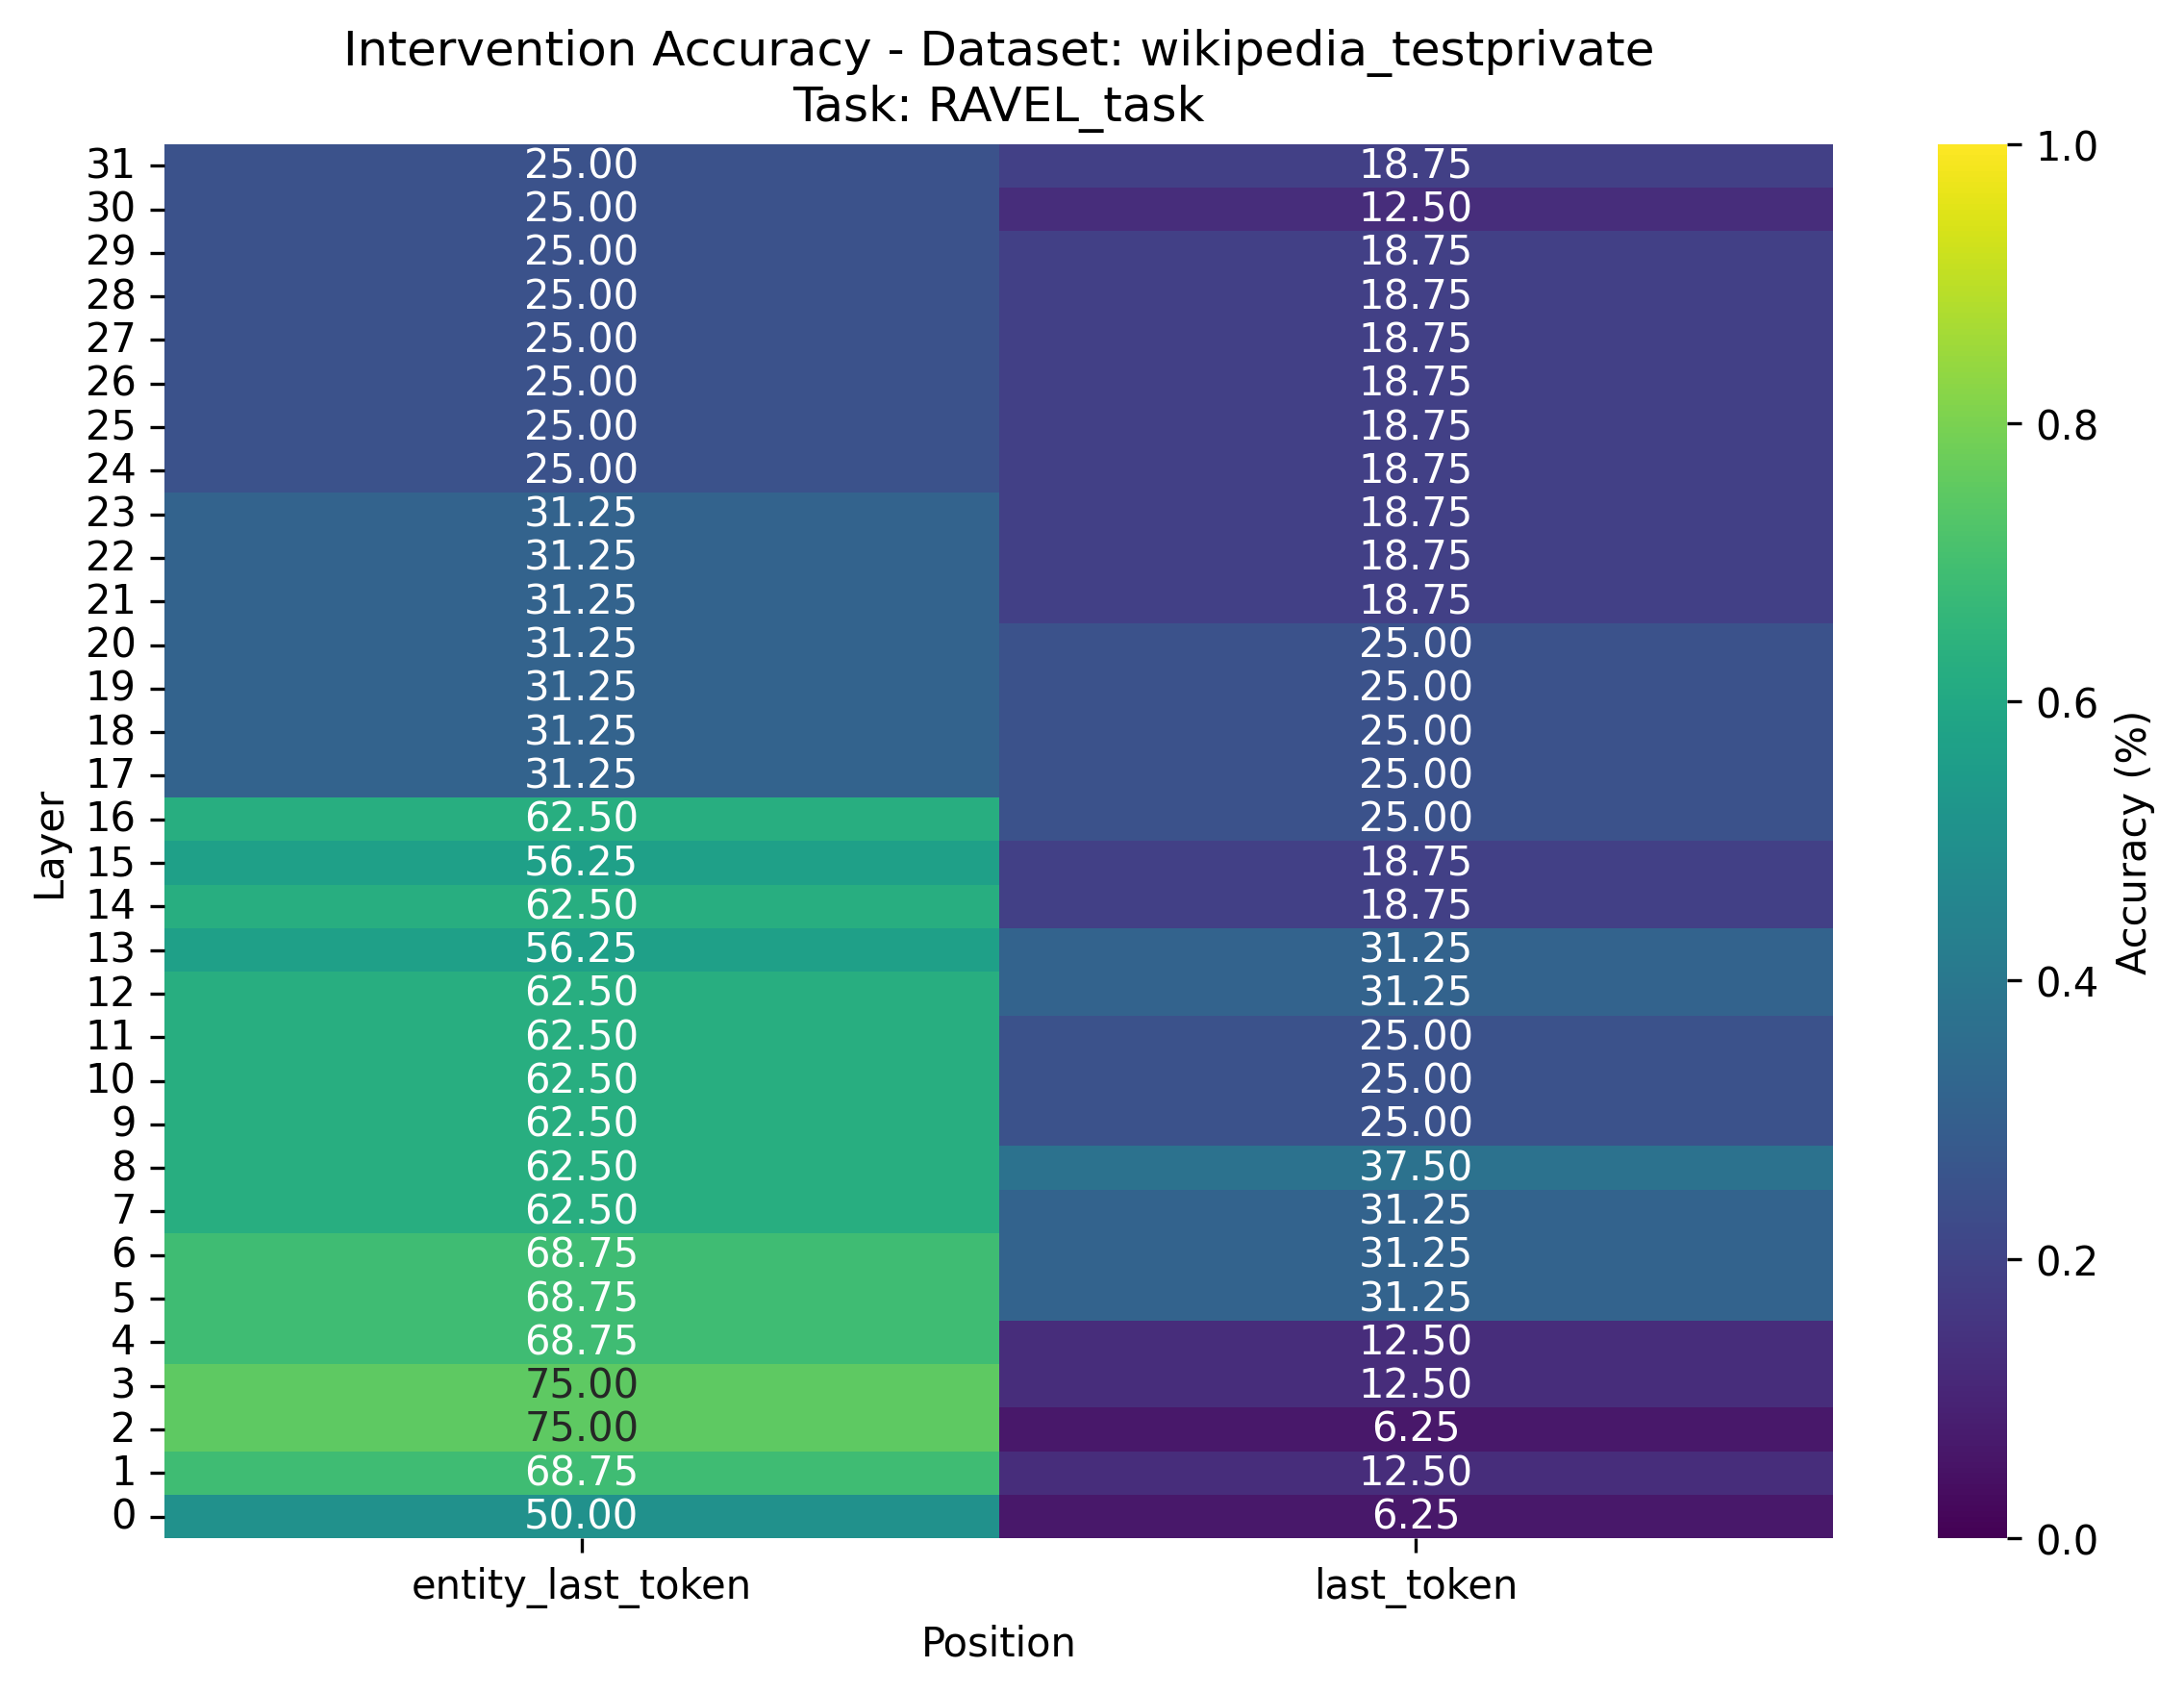 Intervention Accuracy - Dataset: wikipedia_testprivate
Task: RAVEL_task
31 25.00 18.75
30 25.00 12.50
29 25.00 18.75
28 25.00 18.75
27 25.00 18.75
26 25.00 18.75
25 25.00 18.75
24 25.00 18.75
23 31.25 18.75
22 31.25 18.75
21 31.25 18.75
20 31.25 25.00
19 31.25 25.00
18 31.25 25.00
17 31.25 25.00
16 62.50 25.00
15 56.25 18.75
14 62.50 18.75
13 56.25 31.25
12 62.50 31.25
11 62.50 25.00
10 62.50 25.00
9 62.50 25.00
8 62.50 37.50
7 62.50 31.25
6 68.75 31.25
5 68.75 31.25
4 68.75 12.50
3 75.00 12.50
2 75.00 6.25
1 68.75 12.50
0 50.00 6.25
Layer
entity_last_token last_token
Position
1.0
0.8
0.6
0.4
0.2
0.0
Accuracy (%)